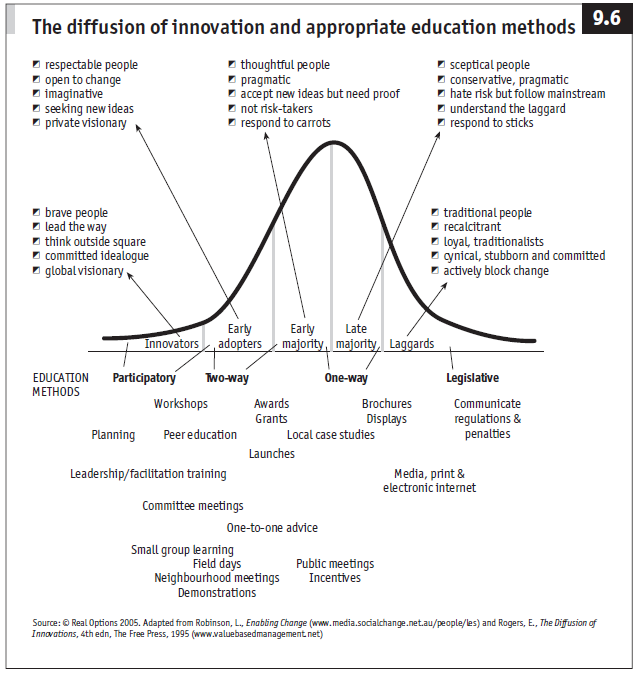 The diffusion of innovation and appropriate education methods
9.6
respectable people
open to change
imaginative
seeking new ideas
private visionary
thoughtful people
pragmatic
accept new ideas but need proof
not risk-takers
respond to carrots
sceptical people
conservative, pragmatic
hate risk but follow mainstream
understand the laggard
respond to sticks
brave people
lead the way
think outside square
committed idealogue
global visionary
traditional people
recalcitrant
loyal, traditionalists
cynical, stubborn and committed
actively block change
Innovators
Early
adopters
Early
majority
Late
majority
Laggards
EDUCATION
METHODS
Participatory
Two-way
One-way
Legislative
Workshops
Awards
Grants
Brochures
Displays
Communicate
regulations &
penalties
Planning
Peer education
Local case studies
Launches
Leadership/facilitation training
Media, print &
electronic internet
Committee meetings
One-to-one advice
Small group learning
Field days
Neighbourhood meetings
Demonstrations
Public meetings
Incentives
Source: © Real Options 2005. Adapted from Robinson, L., Enabling Change (www.media.socialchange.net.au/people/les) and Rogers, E., The Diffusion of
Innovations, 4th edn, The Free Press, 1995 (www.valuebasedmanagement.net)